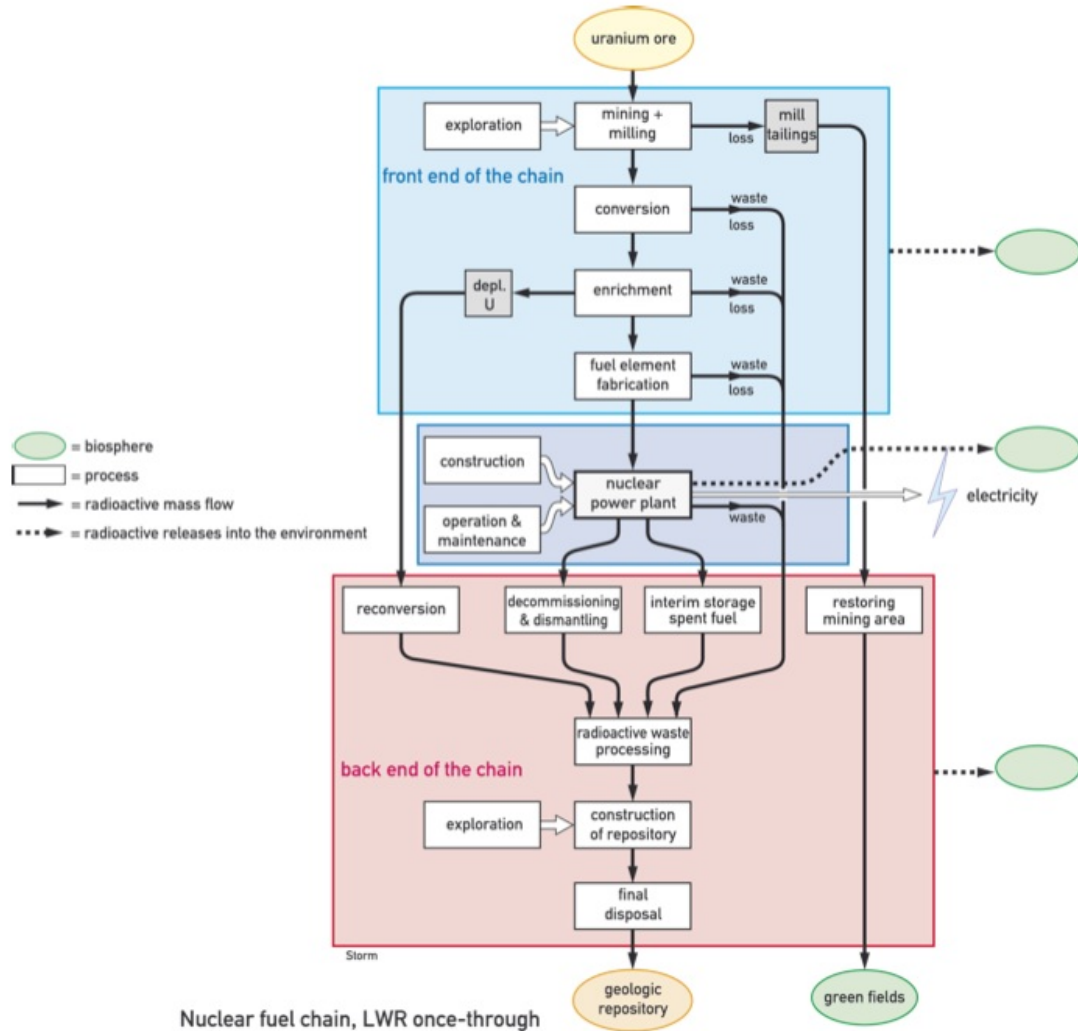 uranium ore
exploration
mining +
milling
loss
mill
tailings
front end of the chain
conversion
waste
loss
depl.
U
enrichment
waste
loss
fuel element
fabrication
waste
loss
= biosphere
= process
= radioactive mass flow
= radioactive releases into the environment
construction
nuclear
power plant
operation &
maintenance
waste
electricity
reconversion
decommissioning
& dismantling
interim storage
spent fuel
restoring
mining area
radioactive waste
processing
back end of the chain
exploration
construction
of repository
final
disposal
Storm
geologic
repository
green fields
Nuclear fuel chain, LWR once-through